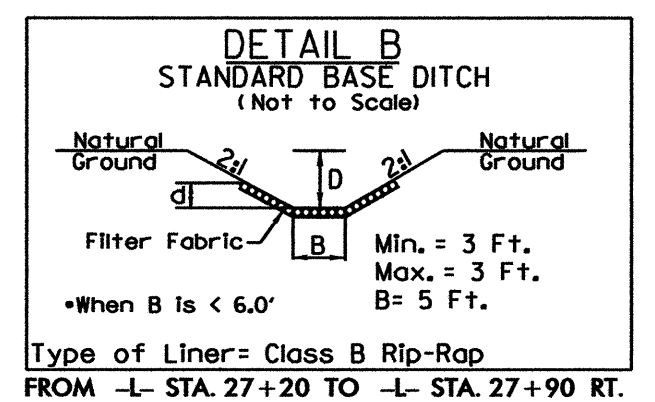 DETAIL B
STANDARD BASE DITCH
(Not to Scale)
Natural Ground
2:1
D
2:1
Natural Ground
d
Filter Fabric
B
Min. = 3 Ft.
Max. = 3 Ft.
B= 5 Ft.
•When B is < 6.0'
Type of Liner= Class B Rip-Rap
FROM -L- STA. 27+20 TO -L- STA. 27+90 RT.